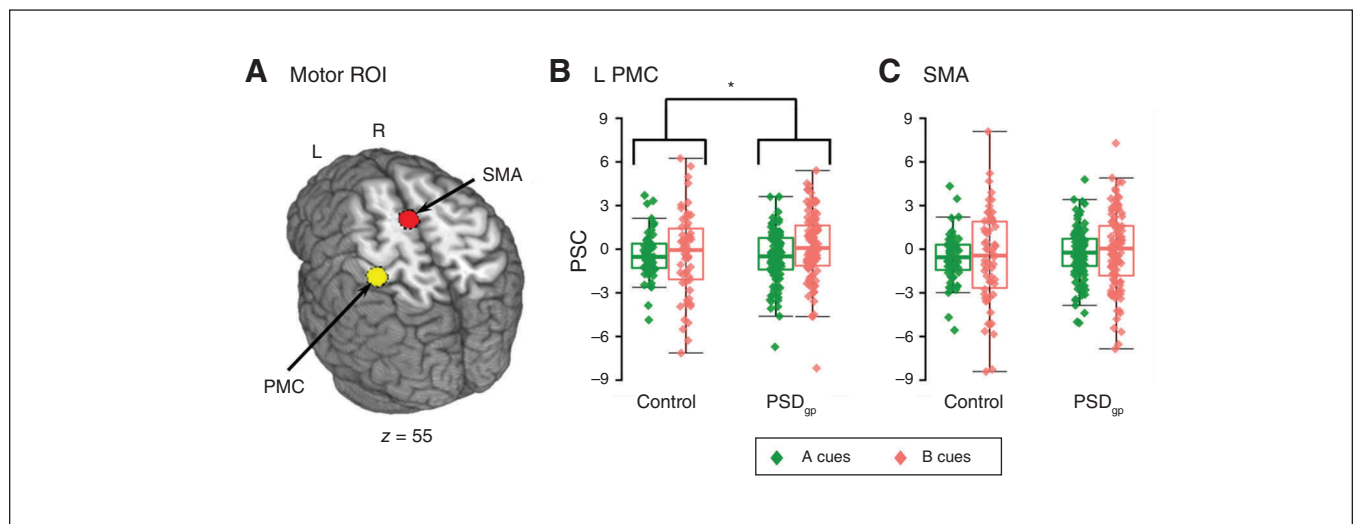 A Motor ROI
R
L
SMA
PMC
z = 55
B L PMC
*
PSC
9
6
3
0
–3
–6
–9
Control PSDgp
C SMA
9
6
3
0
–3
–6
–9
Control PSDgp
A cues B cues